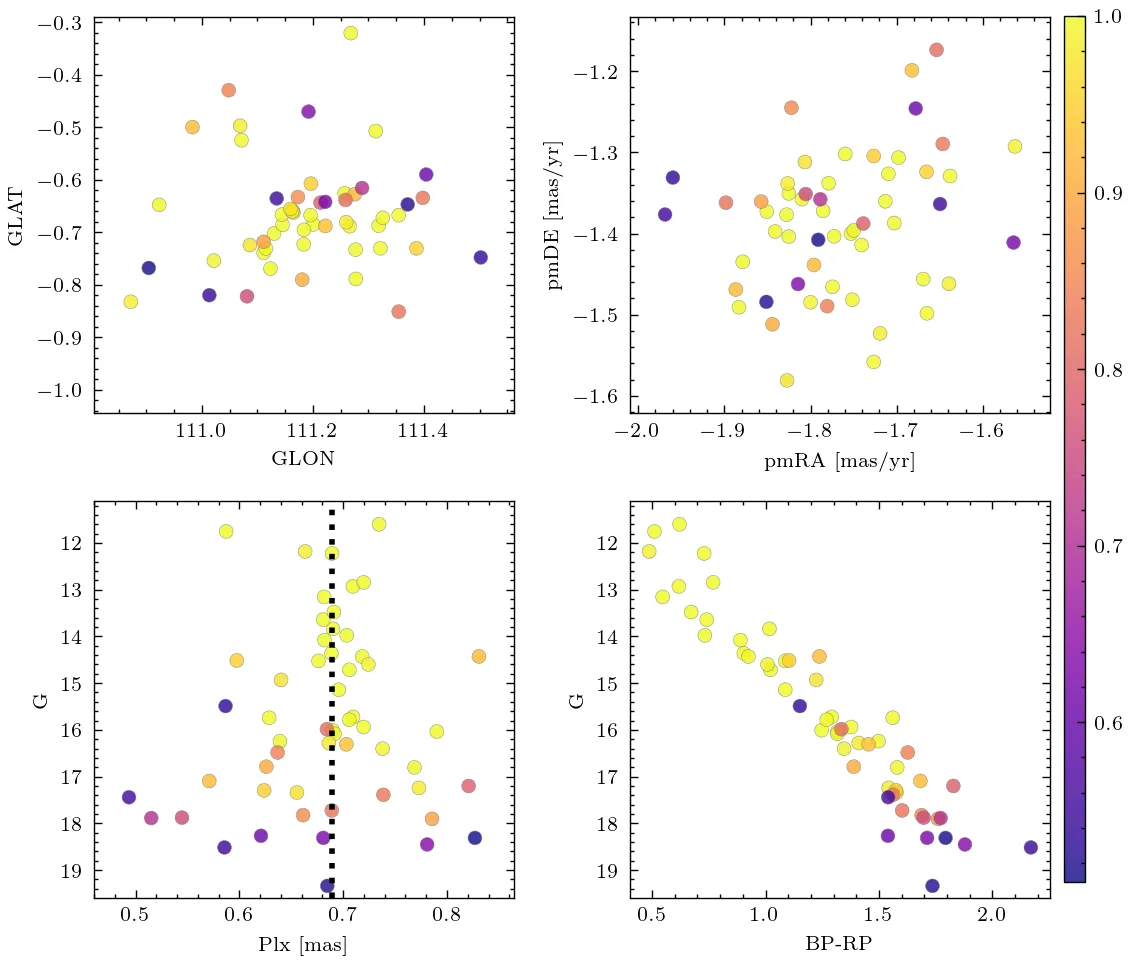 −0.3
−0.4
−0.5
−0.6
−0.7
−0.8
−0.9
−1.0
GLAT
111.0 111.2 111.4
GLON
−1.2
−1.3
−1.4
−1.5
−1.6
pmDE [mas/yr]
−2.0 −1.9 −1.8 −1.7 −1.6
pmRA [mas/yr]
12
13
14
15
16
17
18
19
G
0.5 0.6 0.7 0.8
Plx [mas]
12
13
14
15
16
17
18
19
G
0.5 1.0 1.5 2.0
BP-RP
1.0
0.9
0.8
0.7
0.6